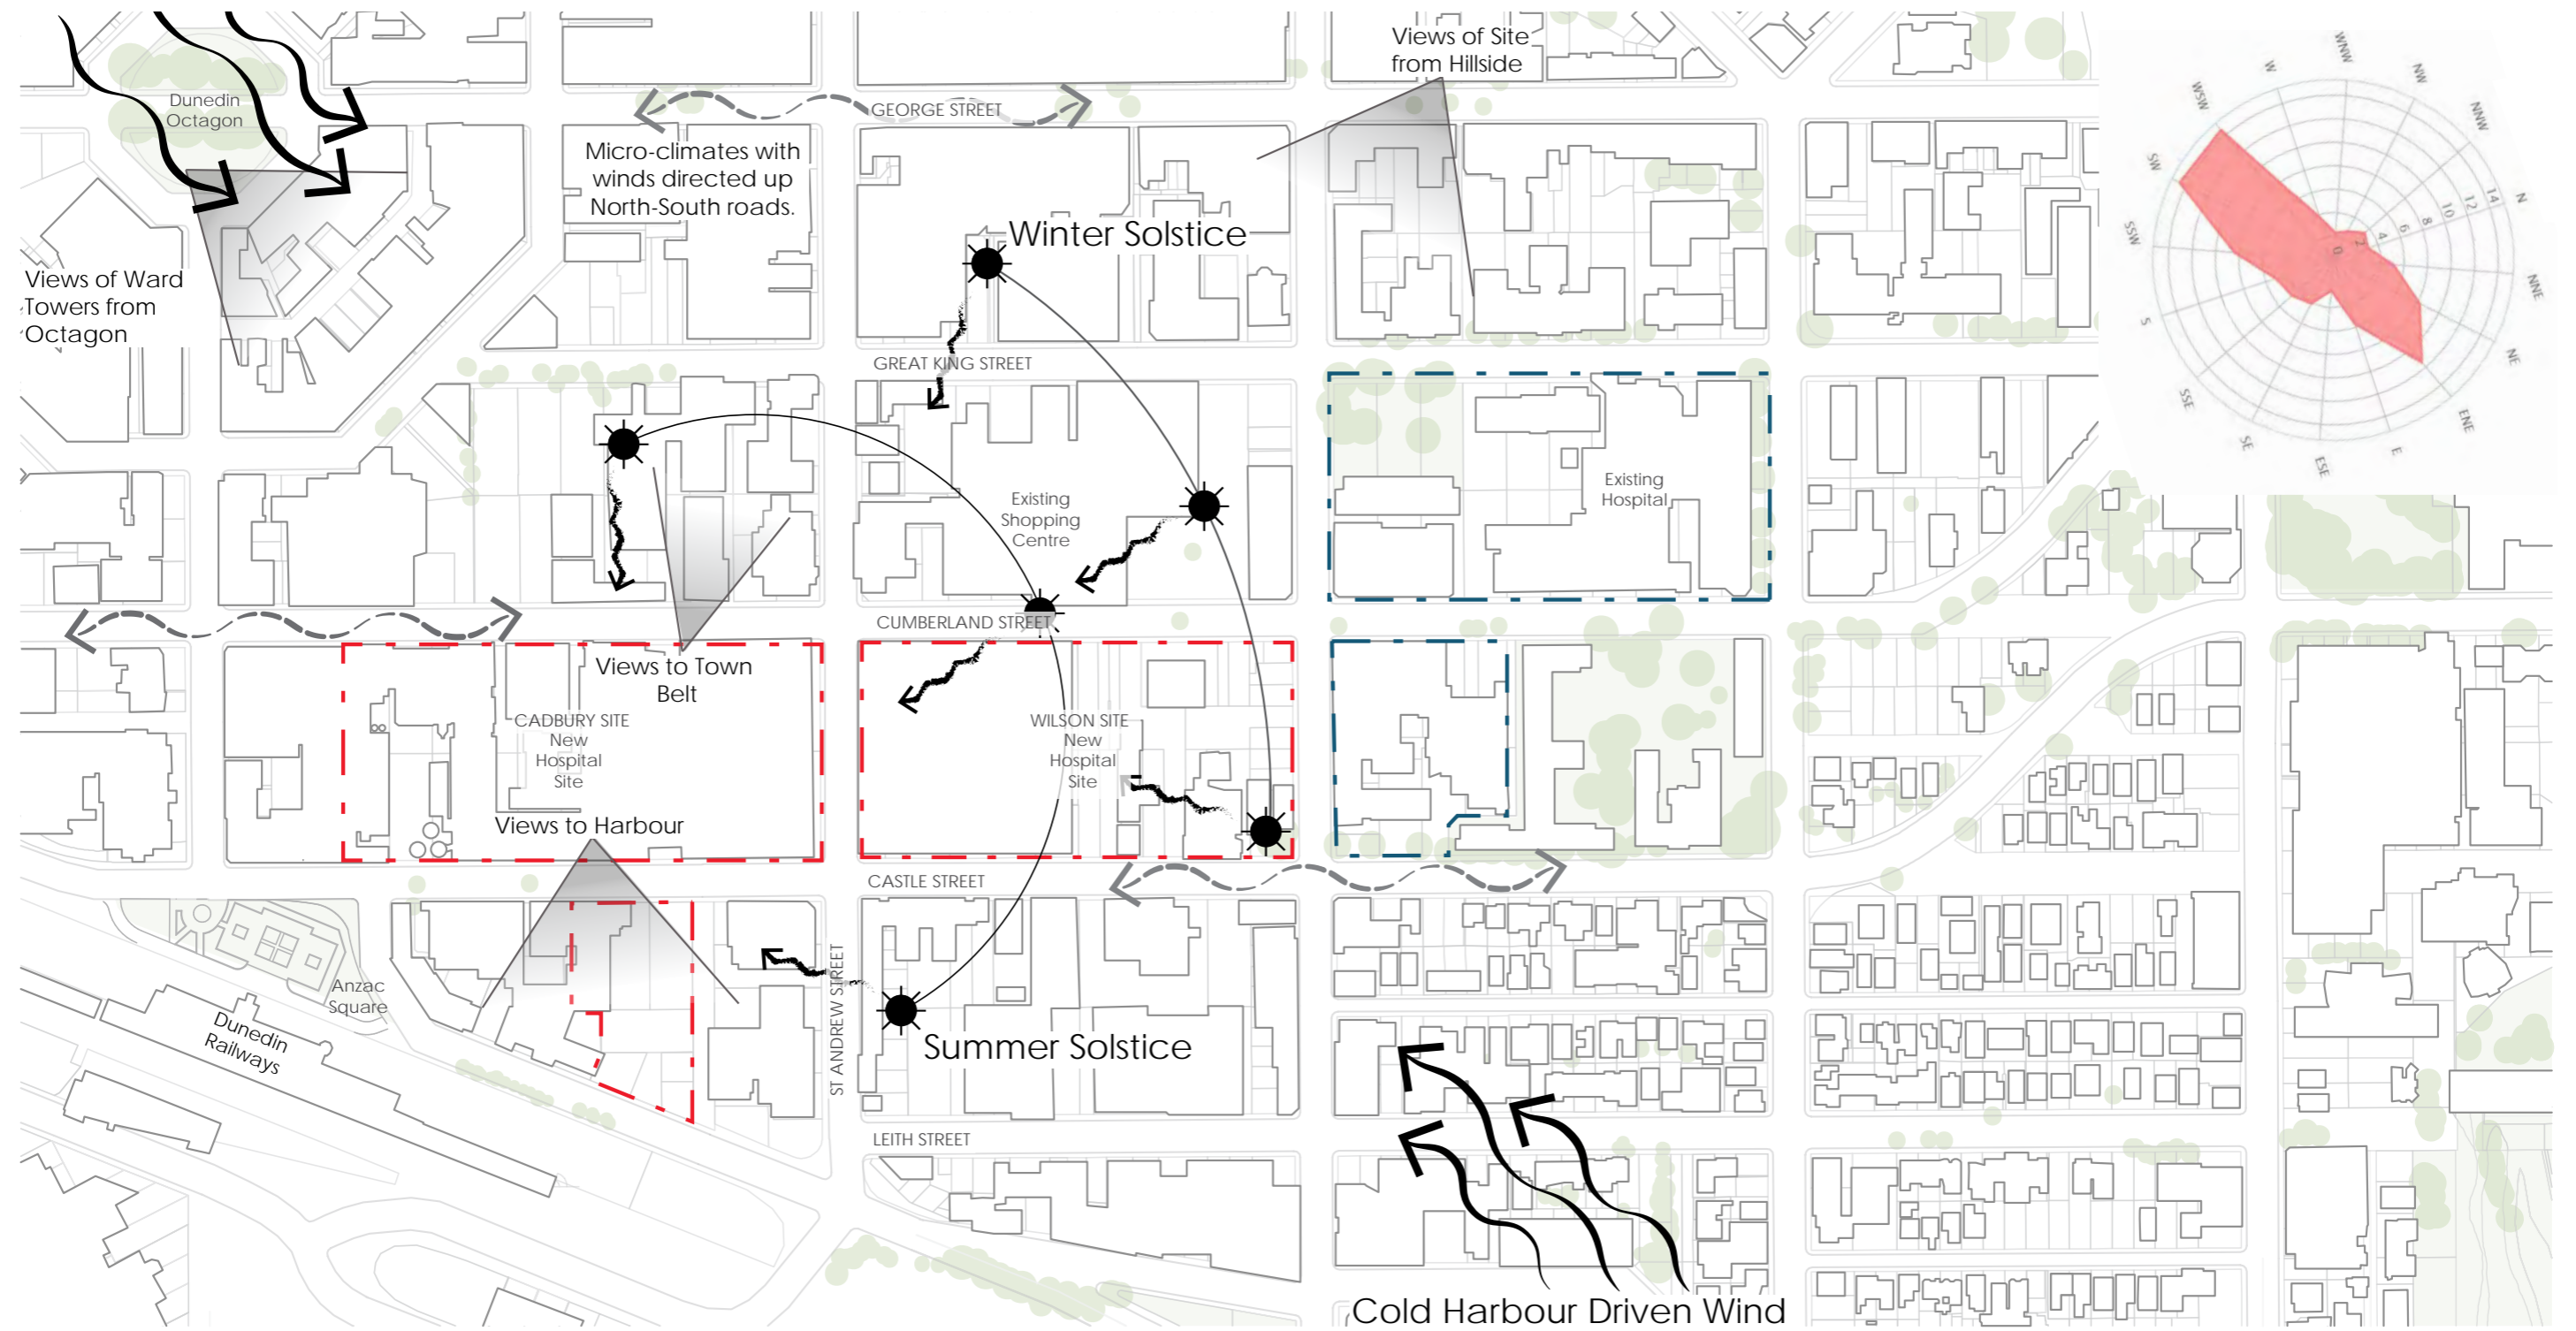 Views of Site
from Hillside
WNW
NW
NNW
N
NNE
NE
ENE
E
ESE
SE
SSE
S
SSW
SW
WSW
W
0
2
4
6
8
10
12
14
Dunedin
Octagon
GEORGE STREET
Micro-climates with
winds directed up
North-South roads.
Winter Solstice
Views of Ward
Towers from
Octagon
GREAT KING STREET
Existing
Shopping
Centre
Existing
Hospital
CUMBERLAND STREET
Views to Town
Belt
CADBURY SITE
New
Hospital
Site
WILSON SITE
New
Hospital
Site
Views to Harbour
CASTLE STREET
Anzac
Square
Dunedin
Railways
ST ANDREW STREET
Summer Solstice
LEITH STREET
Cold Harbour Driven Wind